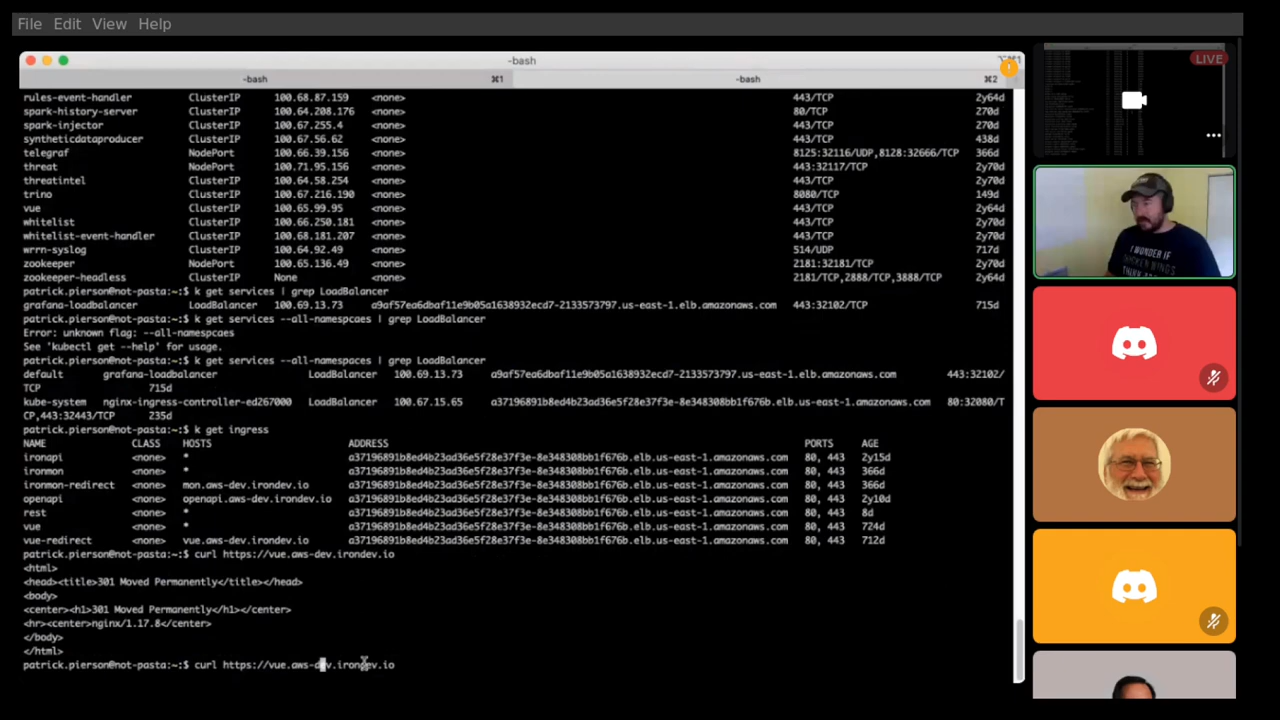 File Edit View Help
-bash
-bash ⌘1 -bash ⌘2
rules-event-handler ClusterIP 100.68.87.159 <none> 443/TCP 2y64d
spark-history-server ClusterIP 100.64.208.176 <none> 80/TCP 270d
spark-injector ClusterIP 100.67.255.4 <none> 443/TCP 270d
syntheticdataproducer ClusterIP 100.67.56.62 <none> 443/TCP 438d
telegraf NodePort 100.66.39.156 <none> 8125:32116/UDP,8128:32666/TCP 366d
threat NodePort 100.71.95.156 <none> 443:32117/TCP 2y70d
threatintel ClusterIP 100.64.58.254 <none> 443/TCP 2y70d
trino ClusterIP 100.67.216.190 <none> 8080/TCP 149d
vue ClusterIP 100.65.99.95 <none> 443/TCP 2y64d
whitelist ClusterIP 100.66.250.181 <none> 443/TCP 2y70d
whitelist-event-handler ClusterIP 100.68.181.207 <none> 443/TCP 2y70d
wrrn-syslog ClusterIP 100.64.92.49 <none> 514/UDP 717d
zookeeper NodePort 100.65.136.49 <none> 2181:32181/TCP 2y70d
zookeeper-headless ClusterIP None <none> 2181/TCP,2888/TCP,3888/TCP 2y64d
patrick.pierson@not-pasta:~:$ k get services | grep LoadBalancer
grafana-loadbalancer LoadBalancer 100.69.13.73 a9af57ea6dbaf11e9b05a1638932ecd7-2133573797.us-east-1.elb.amazonaws.com 443:32102/TCP 715d
patrick.pierson@not-pasta:~:$ k get services --all-namespcaes | grep LoadBalancer
Error: unknown flag: --all-namespcaes
See 'kubectl get --help' for usage.
patrick.pierson@not-pasta:~:$ k get services --all-namespaces | grep LoadBalancer
default grafana-loadbalancer LoadBalancer 100.69.13.73 a9af57ea6dbaf11e9b05a1638932ecd7-2133573797.us-east-1.elb.amazonaws.com 443:32102/
TCP 715d
kube-system nginx-ingress-controller-ed267000 LoadBalancer 100.67.15.65 a37196891b8ed4b23ad36e5f28e37f3e-8e348308bb1f676b.elb.us-east-1.amazonaws.com 80:32080/T
CP,443:32443/TCP 235d
patrick.pierson@not-pasta:~:$ k get ingress
NAME CLASS HOSTS ADDRESS PORTS AGE
ironapi <none> * a37196891b8ed4b23ad36e5f28e37f3e-8e348308bb1f676b.elb.us-east-1.amazonaws.com 80, 443 2y15d
ironmon <none> * a37196891b8ed4b23ad36e5f28e37f3e-8e348308bb1f676b.elb.us-east-1.amazonaws.com 80, 443 366d
ironmon-redirect <none> mon.aws-dev.irondev.io a37196891b8ed4b23ad36e5f28e37f3e-8e348308bb1f676b.elb.us-east-1.amazonaws.com 80, 443 366d
openapi <none> openapi.aws-dev.irondev.io a37196891b8ed4b23ad36e5f28e37f3e-8e348308bb1f676b.elb.us-east-1.amazonaws.com 80, 443 2y10d
rest <none> * a37196891b8ed4b23ad36e5f28e37f3e-8e348308bb1f676b.elb.us-east-1.amazonaws.com 80, 443 8d
vue <none> * a37196891b8ed4b23ad36e5f28e37f3e-8e348308bb1f676b.elb.us-east-1.amazonaws.com 80, 443 724d
vue-redirect <none> vue.aws-dev.irondev.io a37196891b8ed4b23ad36e5f28e37f3e-8e348308bb1f676b.elb.us-east-1.amazonaws.com 80, 443 712d
patrick.pierson@not-pasta:~:$ curl https://vue.aws-dev.irondev.io
<html>
<head><title>301 Moved Permanently</title></head>
<body>
<center><h1>301 Moved Permanently</h1></center>
<hr><center>nginx/1.17.8</center>
</body>
</html>
patrick.pierson@not-pasta:~:$ curl https://vue.aws-dev.irondev.io
LIVE
I WONDER IF
CHICKEN WINGS